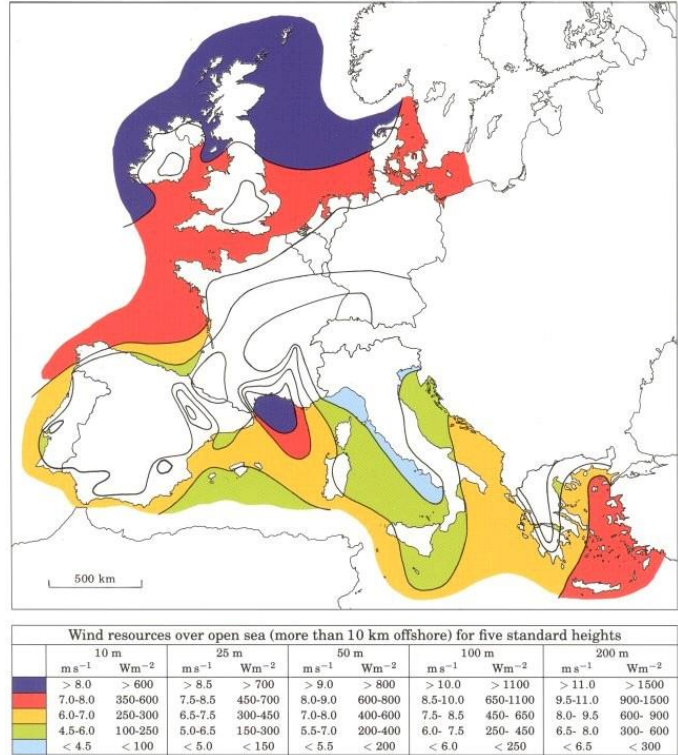 500 km
Wind resources over open sea (more than 10 km offshore) for five standard heights
10 m 25 m 50 m 100 m 200 m
m s⁻¹ Wm⁻² m s⁻¹ Wm⁻² m s⁻¹ Wm⁻² m s⁻¹ Wm⁻² m s⁻¹ Wm⁻²
> 8.0 > 600 > 8.5 > 700 > 9.0 > 800 > 10.0 > 1100 > 11.0 > 1500
7.0-8.0 350-600 7.5-8.5 450-700 8.0-9.0 600-800 8.5-10.0 650-1100 9.5-11.0 900-1500
6.0-7.0 250-300 6.5-7.5 300-450 7.0-8.0 400-600 7.5- 8.5 450- 650 8.0- 9.5 600- 900
4.5-6.0 100-250 5.0-6.5 150-300 5.5-7.0 200-400 6.0- 7.5 250- 450 6.5- 8.0 300- 600
< 4.5 < 100 < 5.0 < 150 < 5.5 < 200 < 6.0 < 250 < 6.5 < 300